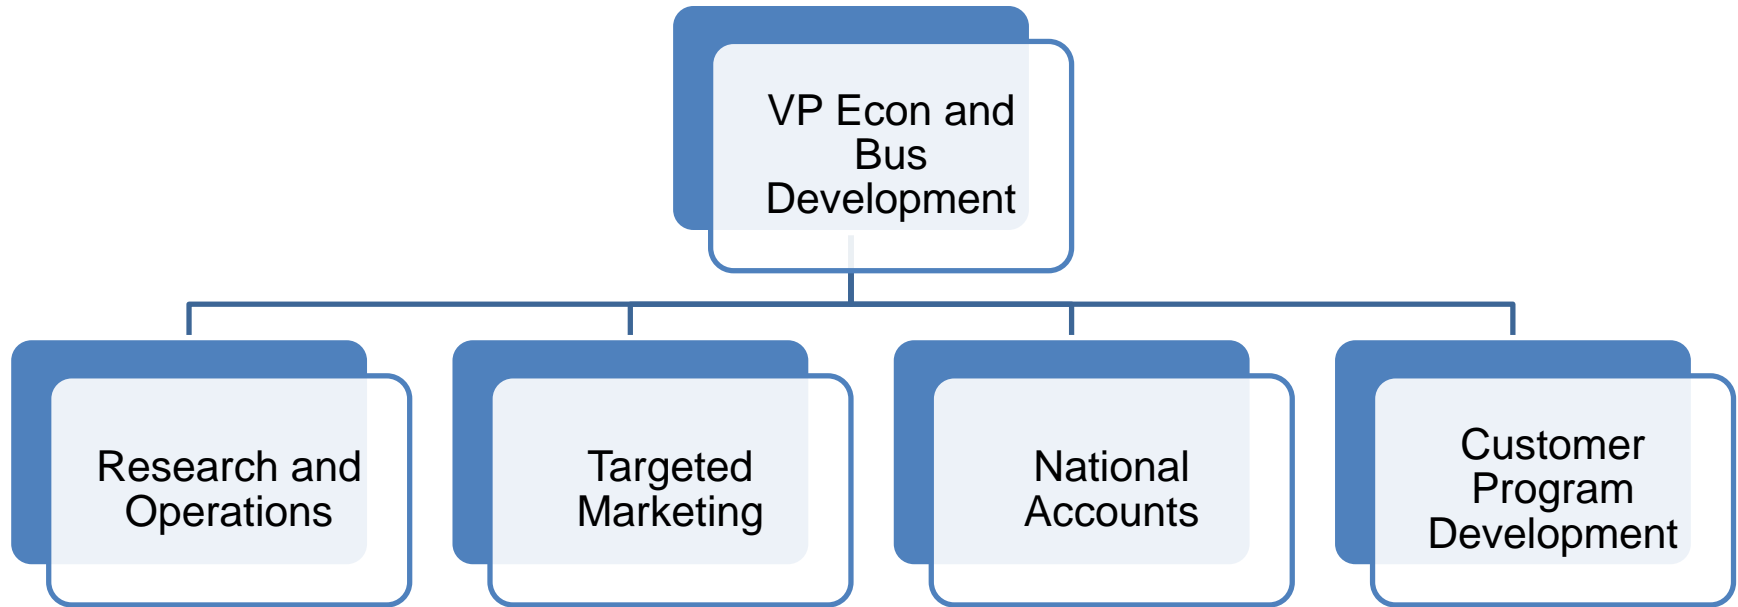 VP Econ and
Bus
Development
Research and
Operations
Targeted
Marketing
National
Accounts
Customer
Program
Development